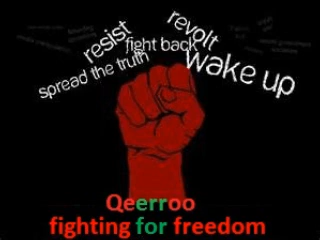 resist
revolt
fight back
spread the truth
wake up
Qeerroo
fighting for freedom